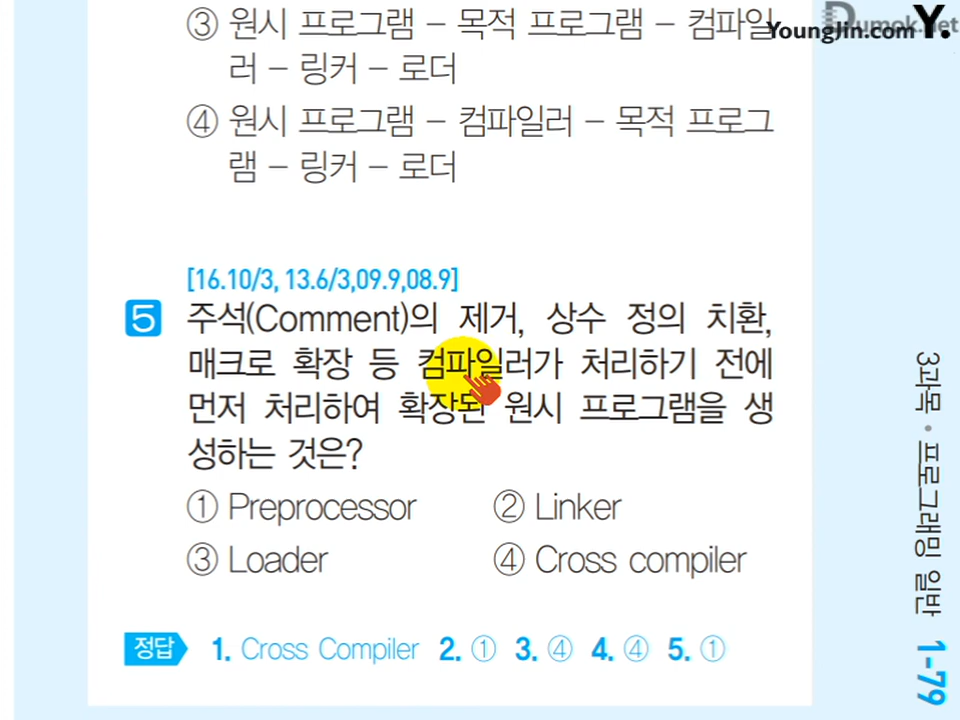 ③ 원시 프로그램 – 목적 프로그램 – 컴파일
러 – 링커 – 로더
④ 원시 프로그램 – 컴파일러 – 목적 프로그
램 – 링커 – 로더
[16.10/3, 13.6/3,09.9,08.9]
5 주석(Comment)의 제거, 상수 정의 치환,
매크로 확장 등 컴파일러가 처리하기 전에
먼저 처리하여 확장된 원시 프로그램을 생
성하는 것은?
① Preprocessor ② Linker
③ Loader ④ Cross compiler
정답 1. Cross Compiler 2. ① 3. ④ 4. ④ 5. ①
YoungJin.com Y.
Dumok.net
3과목 • 프로그래밍 일반 1-79